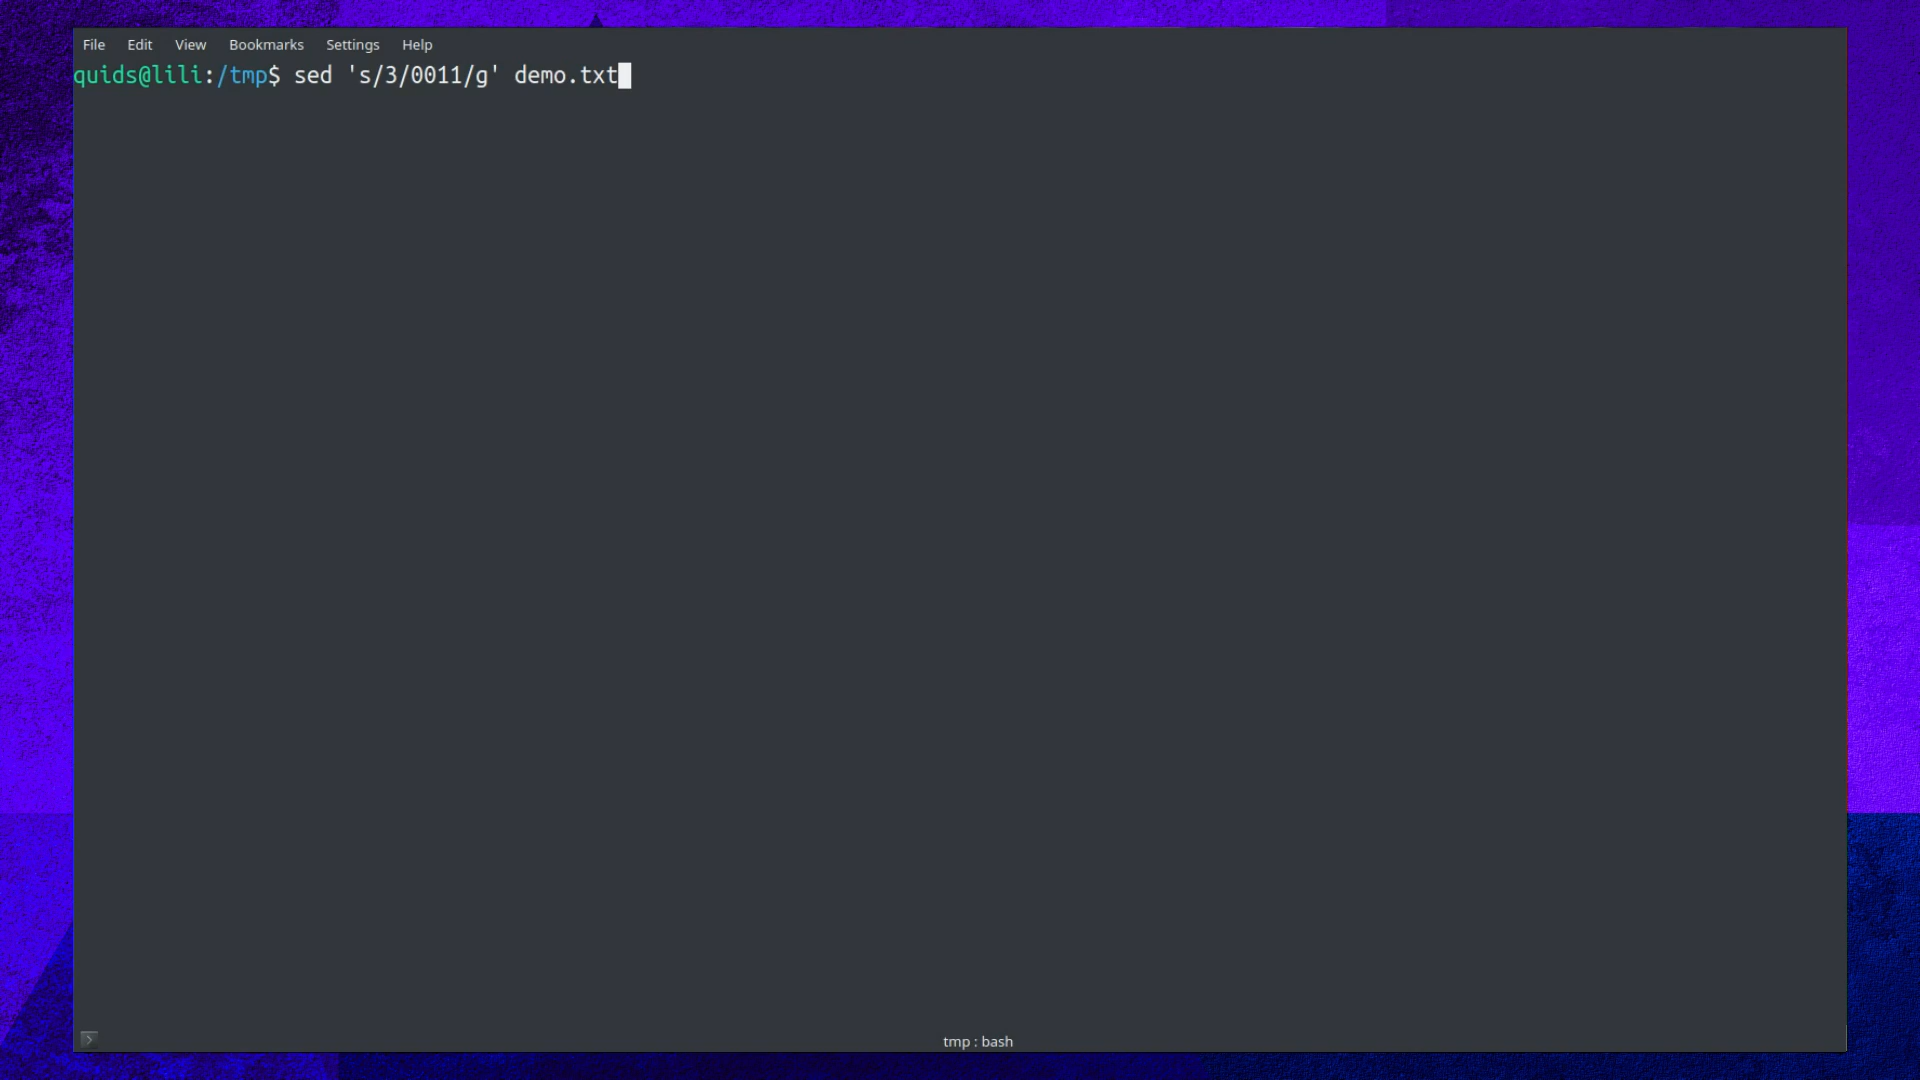 File Edit View Bookmarks Settings Help
quids@lili:/tmp$ sed 's/3/0011/g' demo.txt
tmp : bash